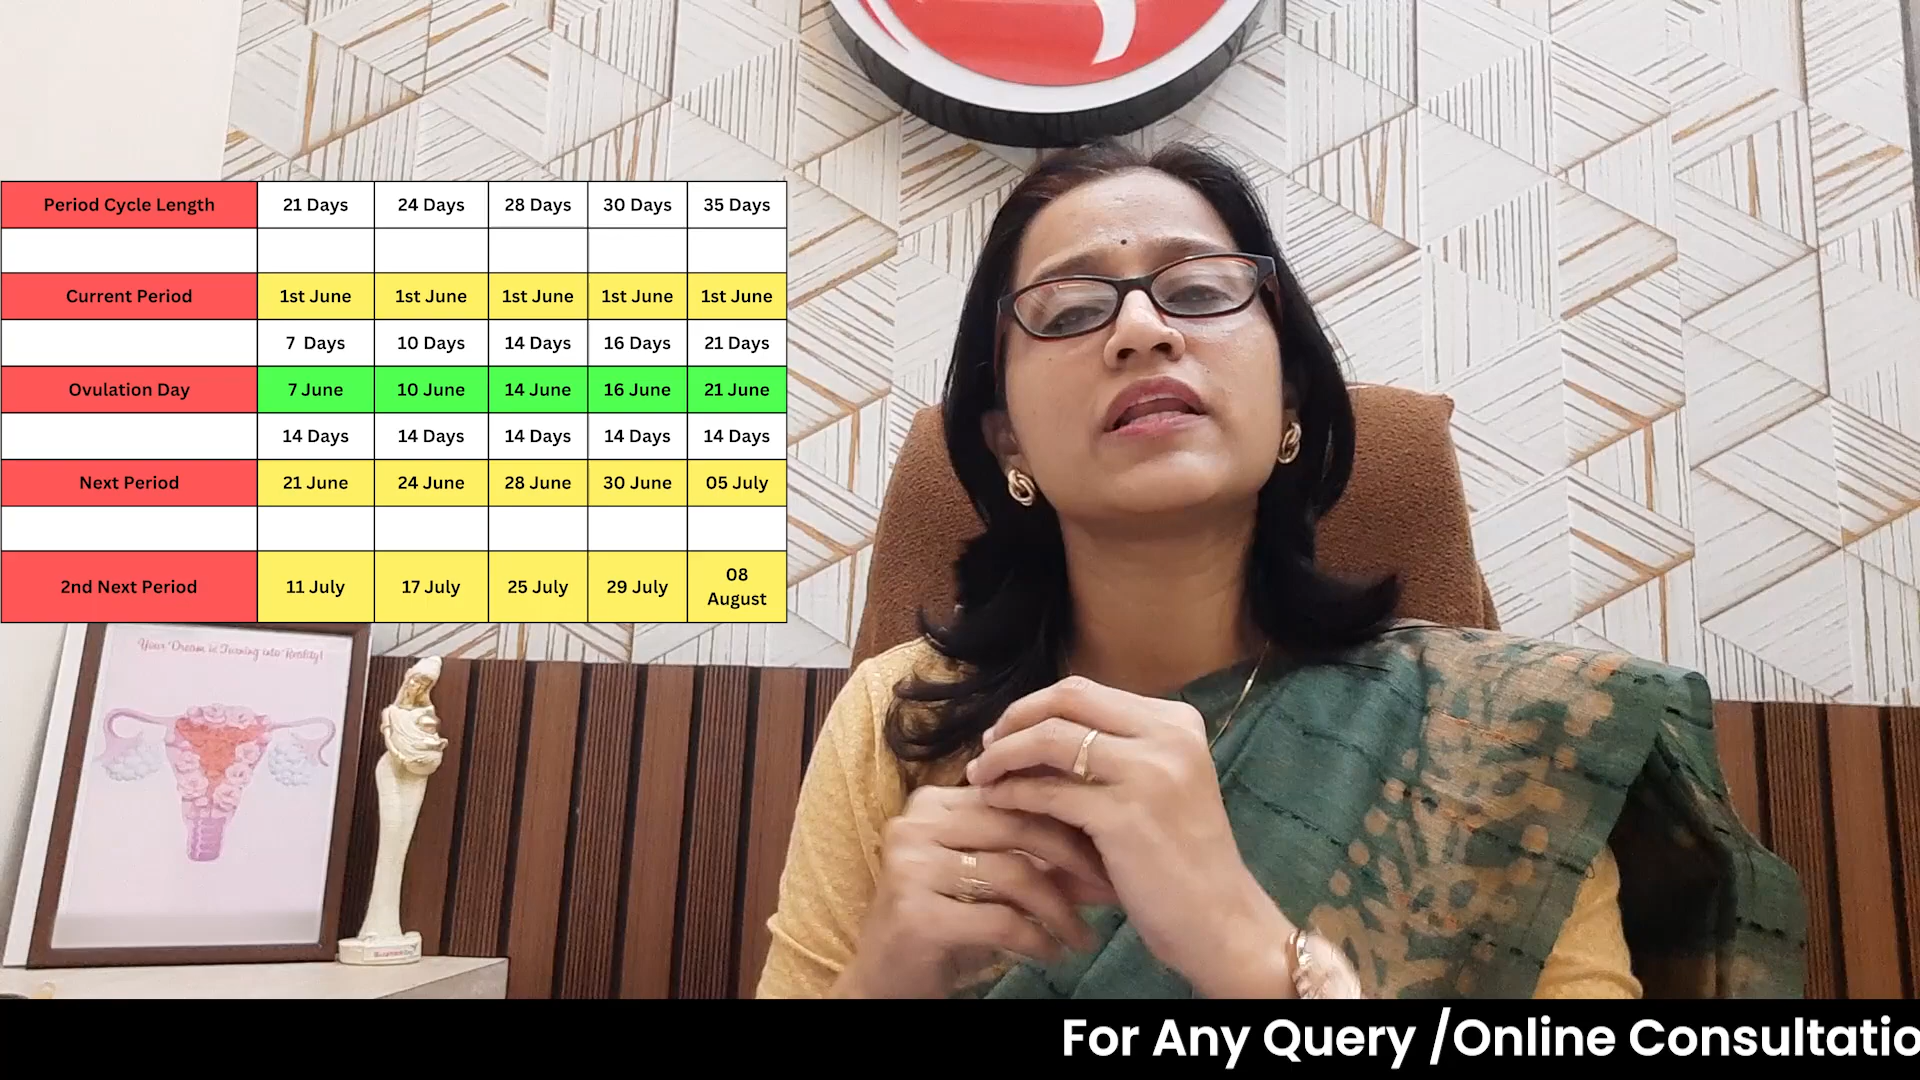 Period Cycle Length 21 Days 24 Days 28 Days 30 Days 35 Days
Current Period 1st June 1st June 1st June 1st June 1st June
7 Days 10 Days 14 Days 16 Days 21 Days
Ovulation Day 7 June 10 June 14 June 16 June 21 June
14 Days 14 Days 14 Days 14 Days 14 Days
Next Period 21 June 24 June 28 June 30 June 05 July
2nd Next Period 11 July 17 July 25 July 29 July 08 August
Your Dream is Turning into Reality!
For Any Query /Online Consultatio